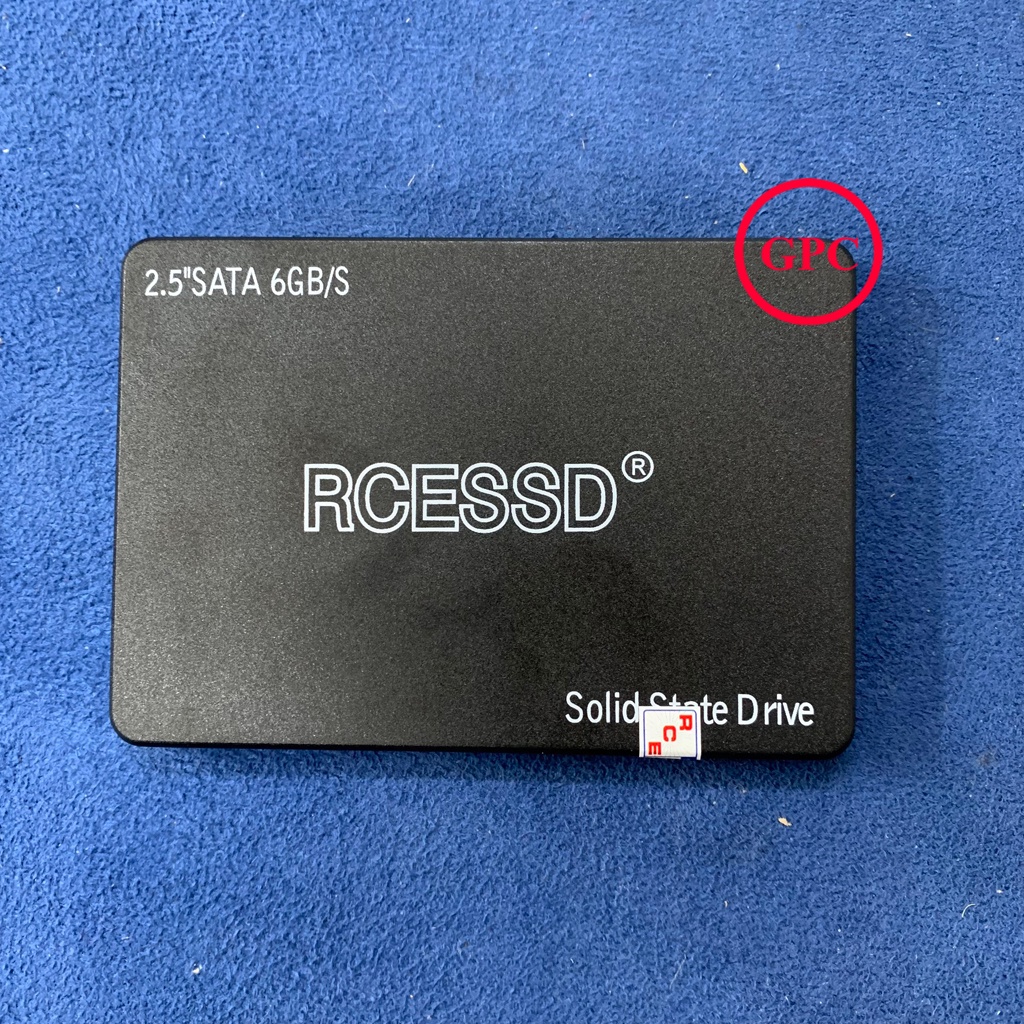 GPC
2.5"SATA 6GB/S
RCESSD®
Solid State Drive
RCE